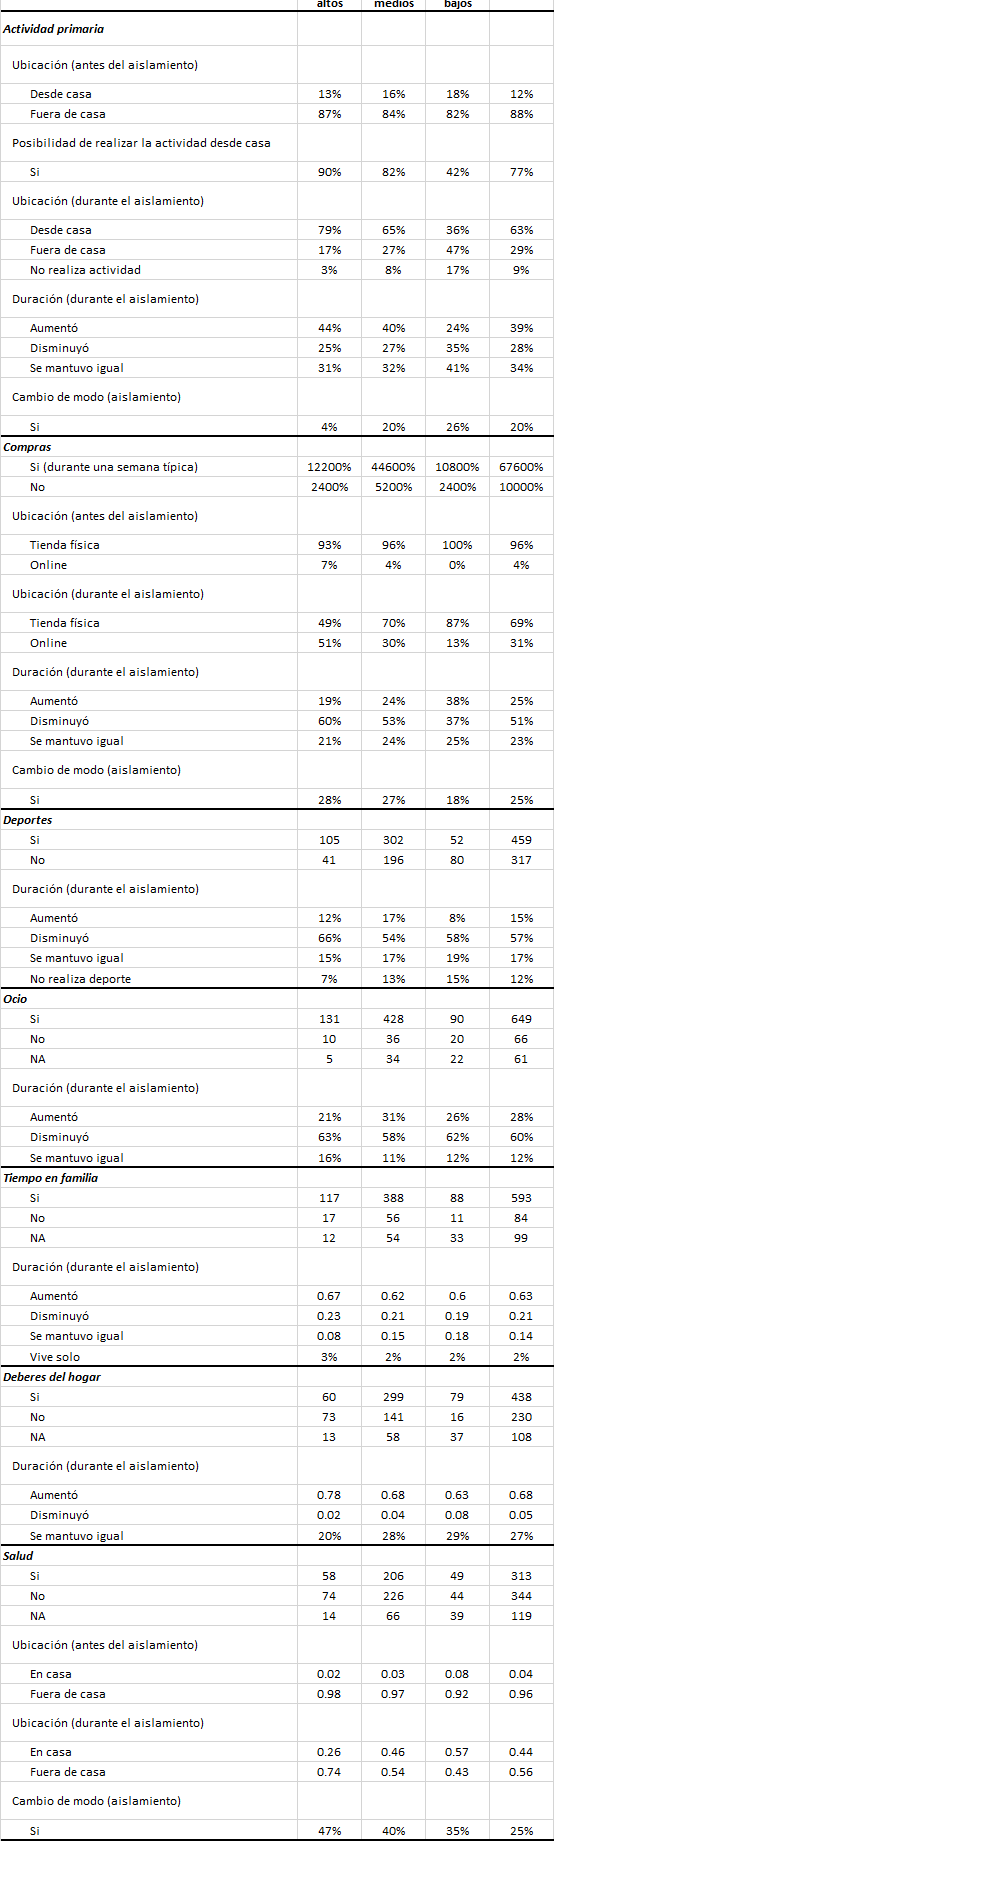 altos medios bajos
Actividad primaria
Ubicación (antes del aislamiento)
Desde casa 13% 16% 18% 12%
Fuera de casa 87% 84% 82% 88%
Posibilidad de realizar la actividad desde casa
Si 90% 82% 42% 77%
Ubicación (durante el aislamiento)
Desde casa 79% 65% 36% 63%
Fuera de casa 17% 27% 47% 29%
No realiza actividad 3% 8% 17% 9%
Duración (durante el aislamiento)
Aumentó 44% 40% 24% 39%
Disminuyó 25% 27% 35% 28%
Se mantuvo igual 31% 32% 41% 34%
Cambio de modo (aislamiento)
Si 4% 20% 26% 20%
Compras
Si (durante una semana típica) 12200% 44600% 10800% 67600%
No 2400% 5200% 2400% 10000%
Ubicación (antes del aislamiento)
Tienda física 93% 96% 100% 96%
Online 7% 4% 0% 4%
Ubicación (durante el aislamiento)
Tienda física 49% 70% 87% 69%
Online 51% 30% 13% 31%
Duración (durante el aislamiento)
Aumentó 19% 24% 38% 25%
Disminuyó 60% 53% 37% 51%
Se mantuvo igual 21% 24% 25% 23%
Cambio de modo (aislamiento)
Si 28% 27% 18% 25%
Deportes
Si 105 302 52 459
No 41 196 80 317
Duración (durante el aislamiento)
Aumentó 12% 17% 8% 15%
Disminuyó 66% 54% 58% 57%
Se mantuvo igual 15% 17% 19% 17%
No realiza deporte 7% 13% 15% 12%
Ocio
Si 131 428 90 649
No 10 36 20 66
NA 5 34 22 61
Duración (durante el aislamiento)
Aumentó 21% 31% 26% 28%
Disminuyó 63% 58% 62% 60%
Se mantuvo igual 16% 11% 12% 12%
Tiempo en familia
Si 117 388 88 593
No 17 56 11 84
NA 12 54 33 99
Duración (durante el aislamiento)
Aumentó 0.67 0.62 0.6 0.63
Disminuyó 0.23 0.21 0.19 0.21
Se mantuvo igual 0.08 0.15 0.18 0.14
Vive solo 3% 2% 2% 2%
Deberes del hogar
Si 60 299 79 438
No 73 141 16 230
NA 13 58 37 108
Duración (durante el aislamiento)
Aumentó 0.78 0.68 0.63 0.68
Disminuyó 0.02 0.04 0.08 0.05
Se mantuvo igual 20% 28% 29% 27%
Salud
Si 58 206 49 313
No 74 226 44 344
NA 14 66 39 119
Ubicación (antes del aislamiento)
En casa 0.02 0.03 0.08 0.04
Fuera de casa 0.98 0.97 0.92 0.96
Ubicación (durante el aislamiento)
En casa 0.26 0.46 0.57 0.44
Fuera de casa 0.74 0.54 0.43 0.56
Cambio de modo (aislamiento)
Si 47% 40% 35% 25%